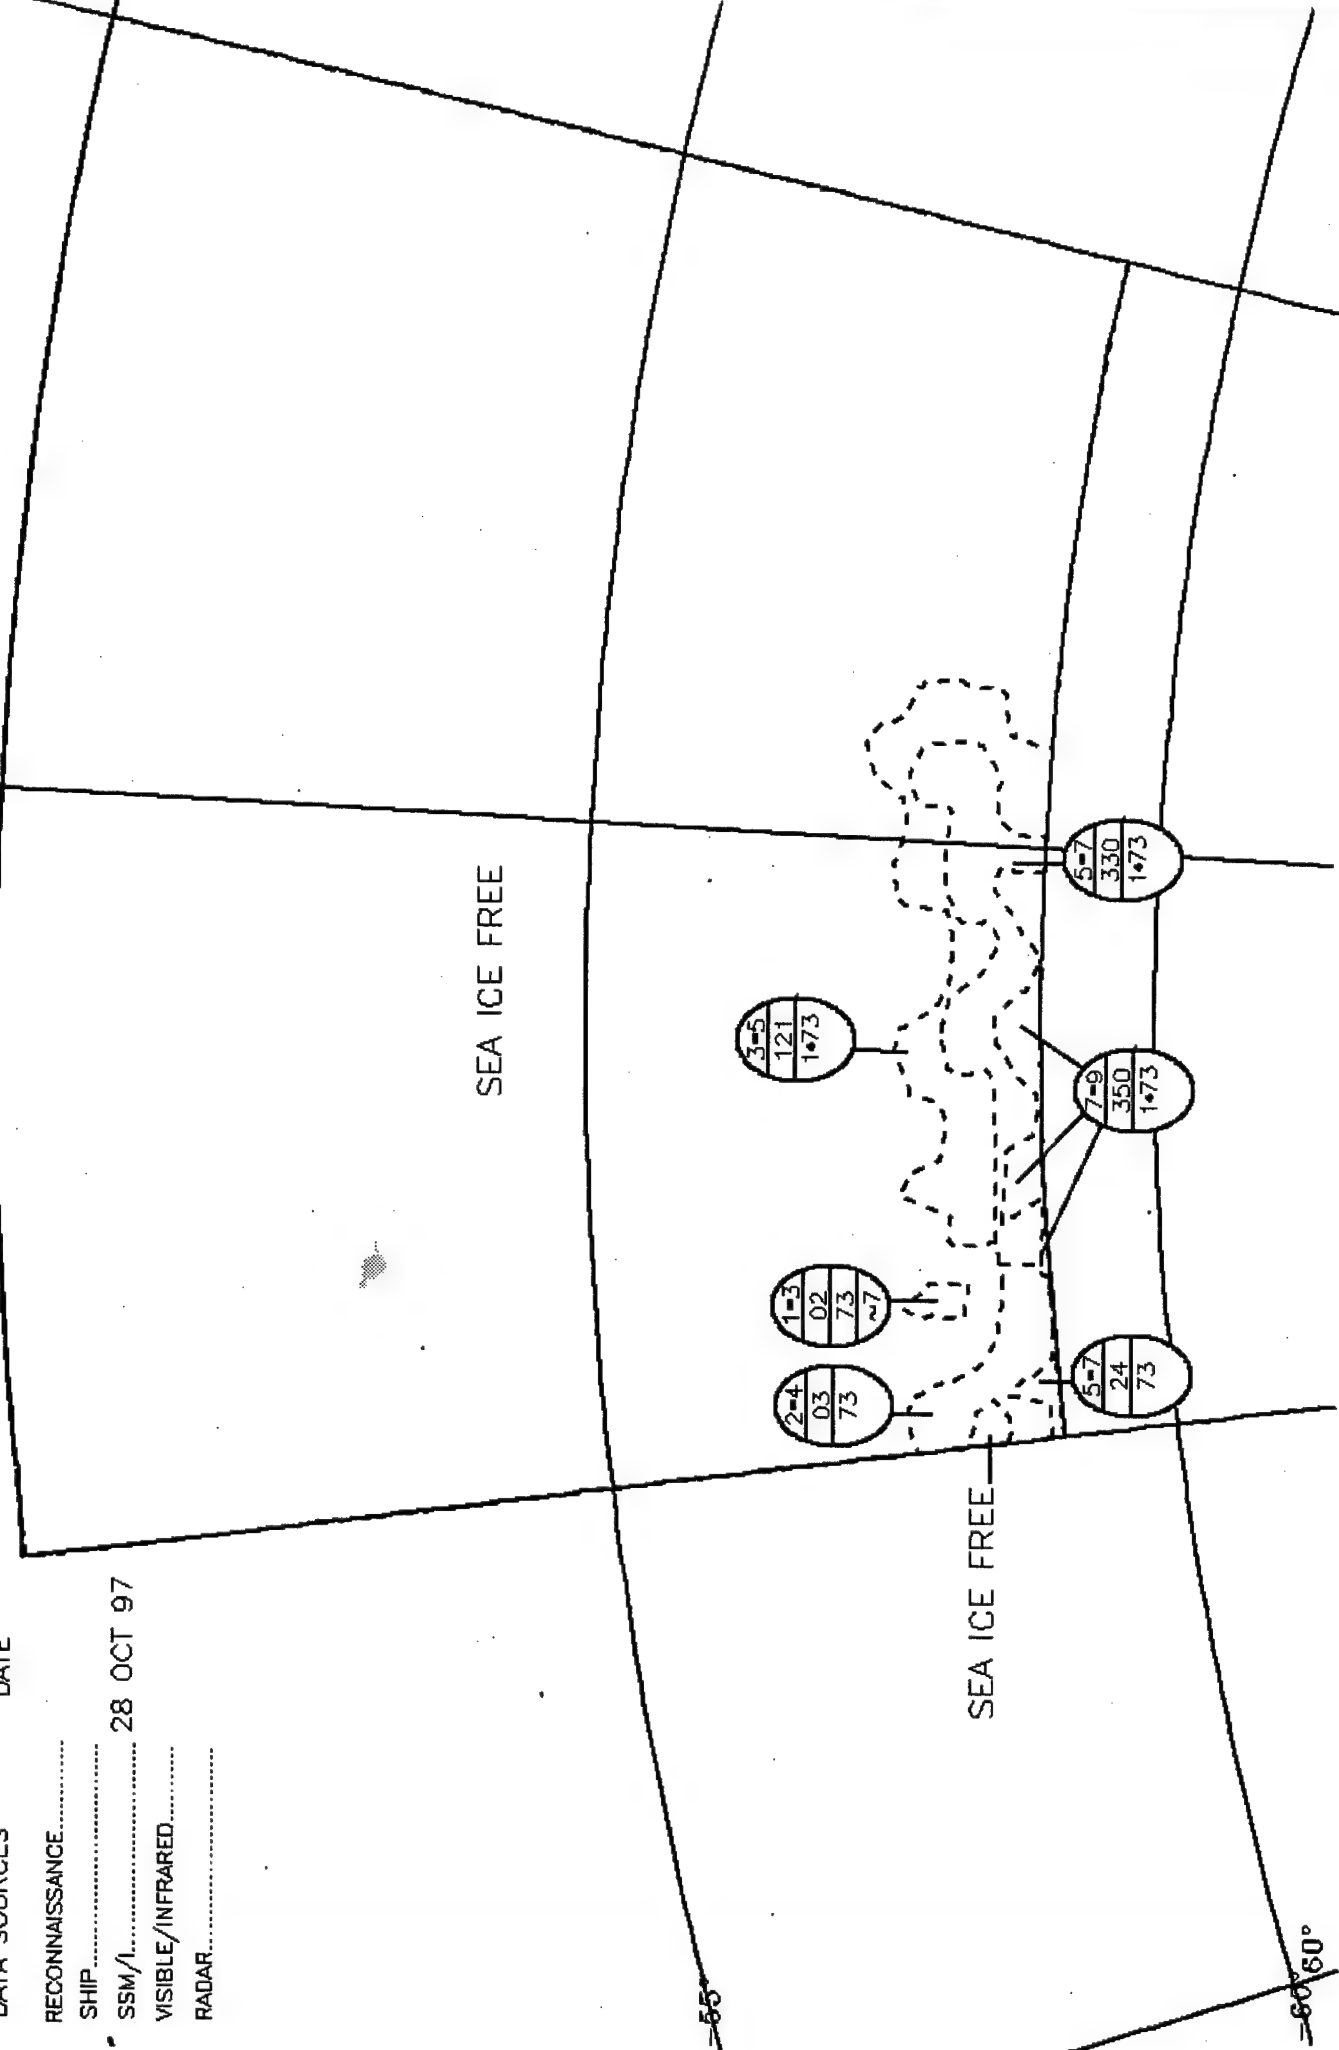 DATA SOURCES DATE
RECONNAISSANCE
SHIP
SSM/I 28 OCT 97
VISIBLE/INFRARED
RADAR
SEA ICE FREE
3=5
121
1•73
1=3
02
73
~7
2=4
03
73
SEA ICE FREE
5=7
24
73
7=9
350
1•73
5=7
330
1•73
-55°
-60°
60°